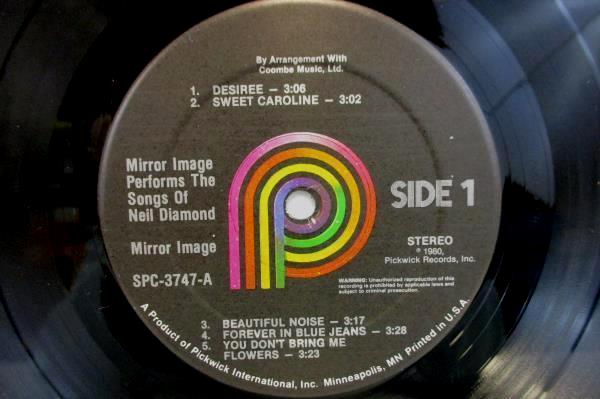 By Arrangement With
Coombe Music, Ltd.
1. DESIREE – 3:06
2. SWEET CAROLINE – 3:02
Mirror Image
Performs The
Songs Of
Neil Diamond
Mirror Image
SPC-3747-A
SIDE 1
STEREO
℗ 1980,
Pickwick Records, Inc.
WARNING: Unauthorized reproduction of this
recording is prohibited by applicable laws and
subject to criminal prosecution.
3. BEAUTIFUL NOISE – 3:17
4. FOREVER IN BLUE JEANS – 3:28
5. YOU DON'T BRING ME
FLOWERS – 3:23
A Product of Pickwick International, Inc. Minneapolis, MN Printed in U.S.A.